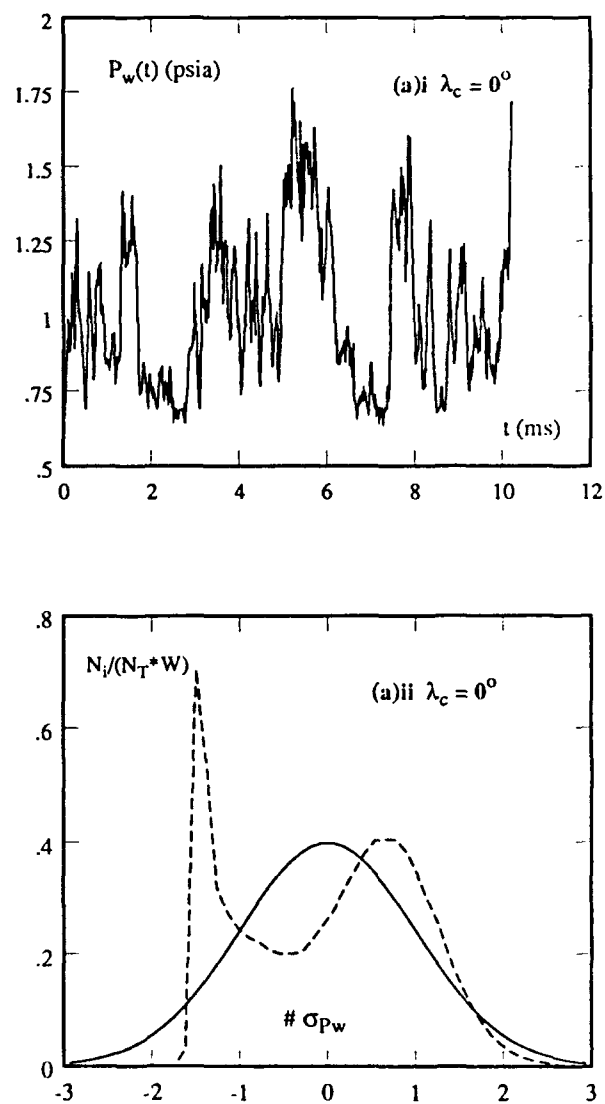 2
P_w(t) (psia)
(a)i λ_c = 0°
1.75
1.5
1.25
1
.75
.5
t (ms)
0 2 4 6 8 10 12
.8
N_i/(N_T*W)
(a)ii λ_c = 0°
.6
.4
.2
# σ_Pw
0
-3 -2 -1 0 1 2 3